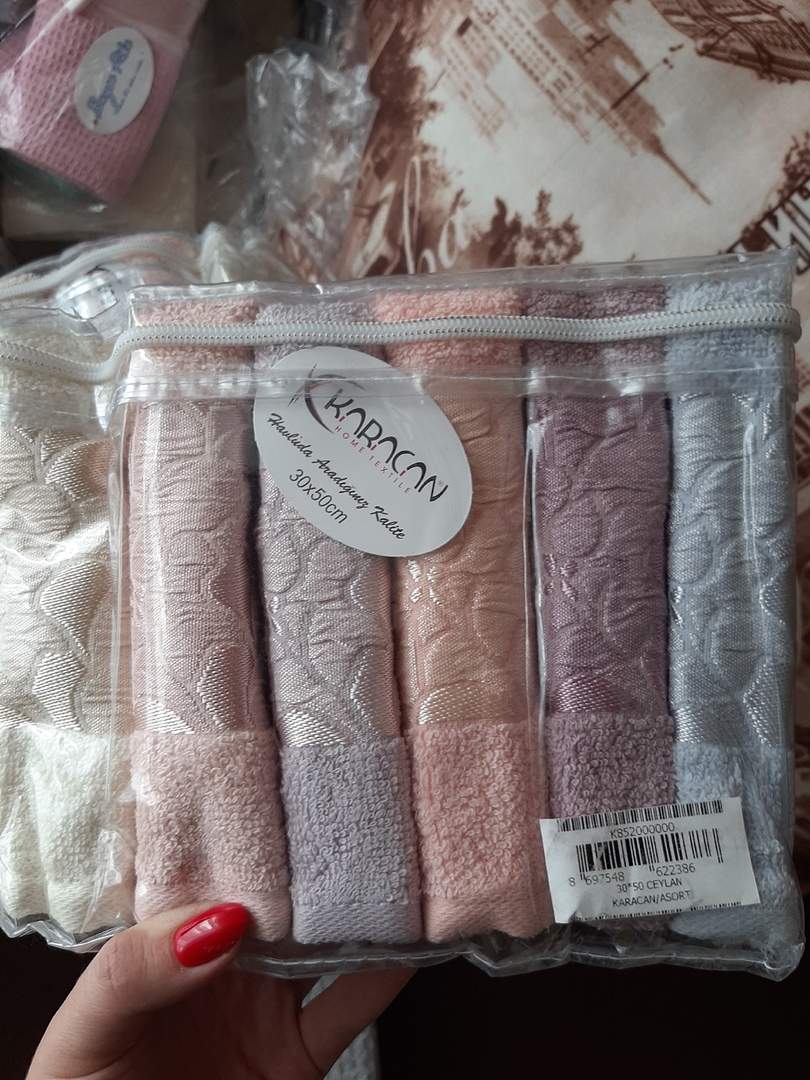 KARACAN®
HOME TEXTILE
Havluda Aradığınız Kalite
30x50cm
K852000000
8 697548 622386
30*50 CEYLAN
KARACAN/ASORT